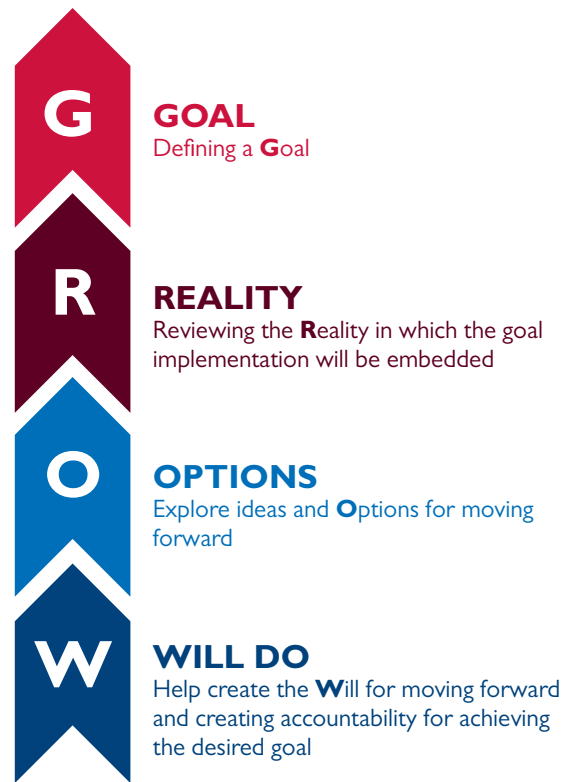 G
GOAL
Defining a Goal
R
REALITY
Reviewing the Reality in which the goal
implementation will be embedded
O
OPTIONS
Explore ideas and Options for moving
forward
W
WILL DO
Help create the Will for moving forward
and creating accountability for achieving
the desired goal